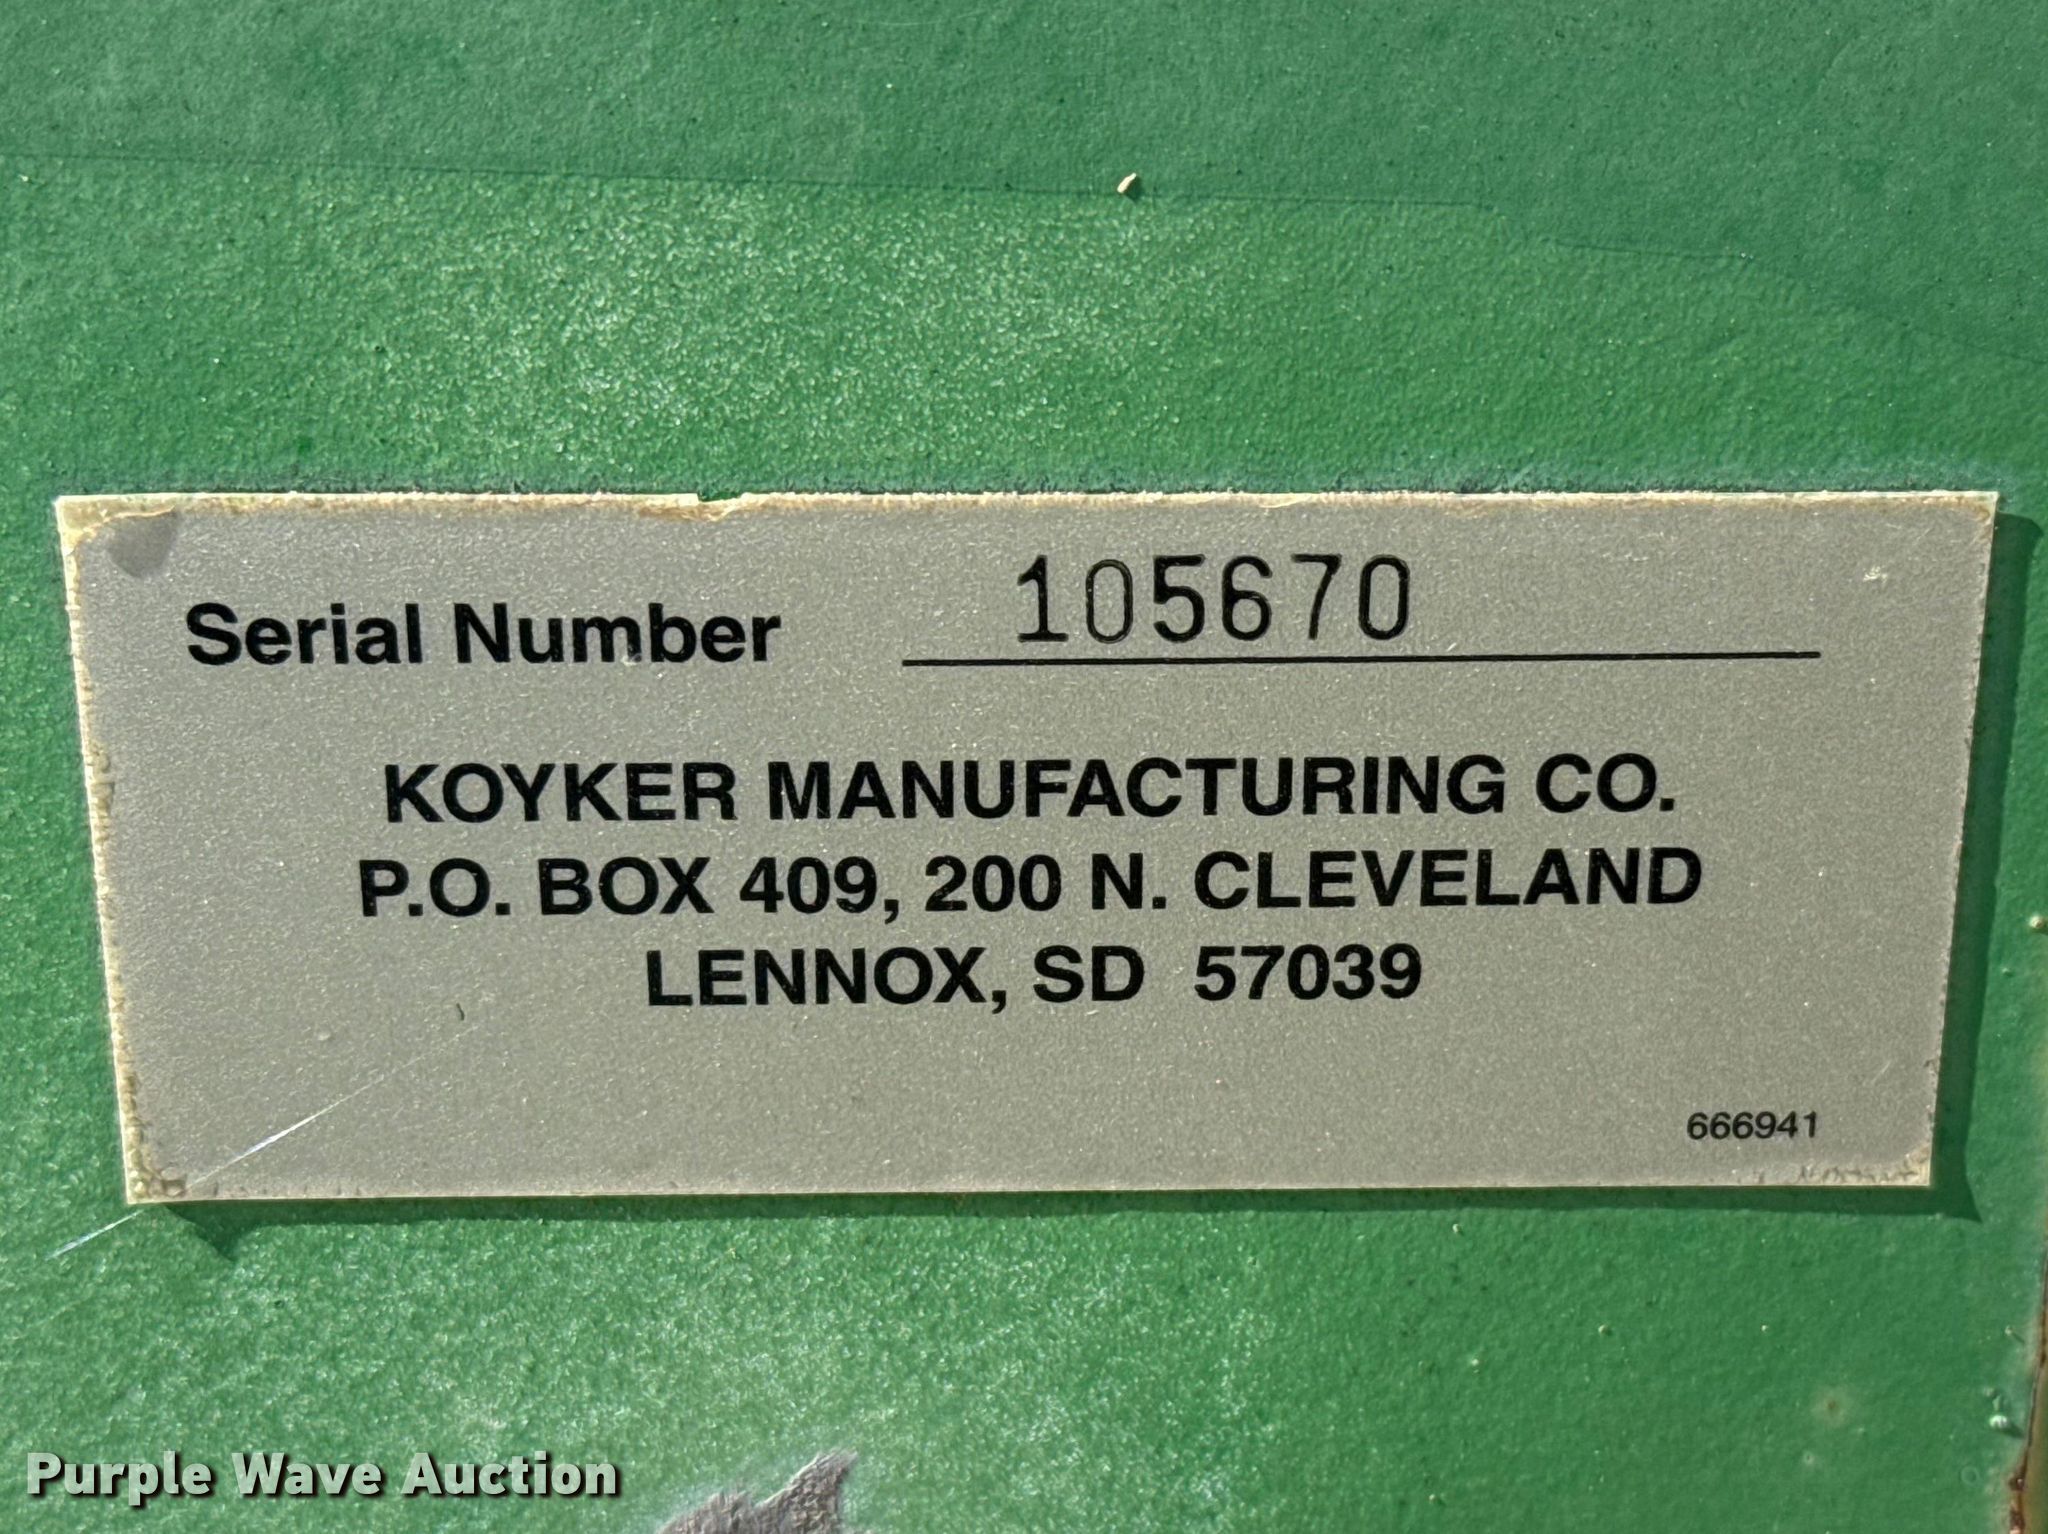 Serial Number 105670
KOYKER MANUFACTURING CO.
P.O. BOX 409, 200 N. CLEVELAND
LENNOX, SD 57039
666941
Purple Wave Auction